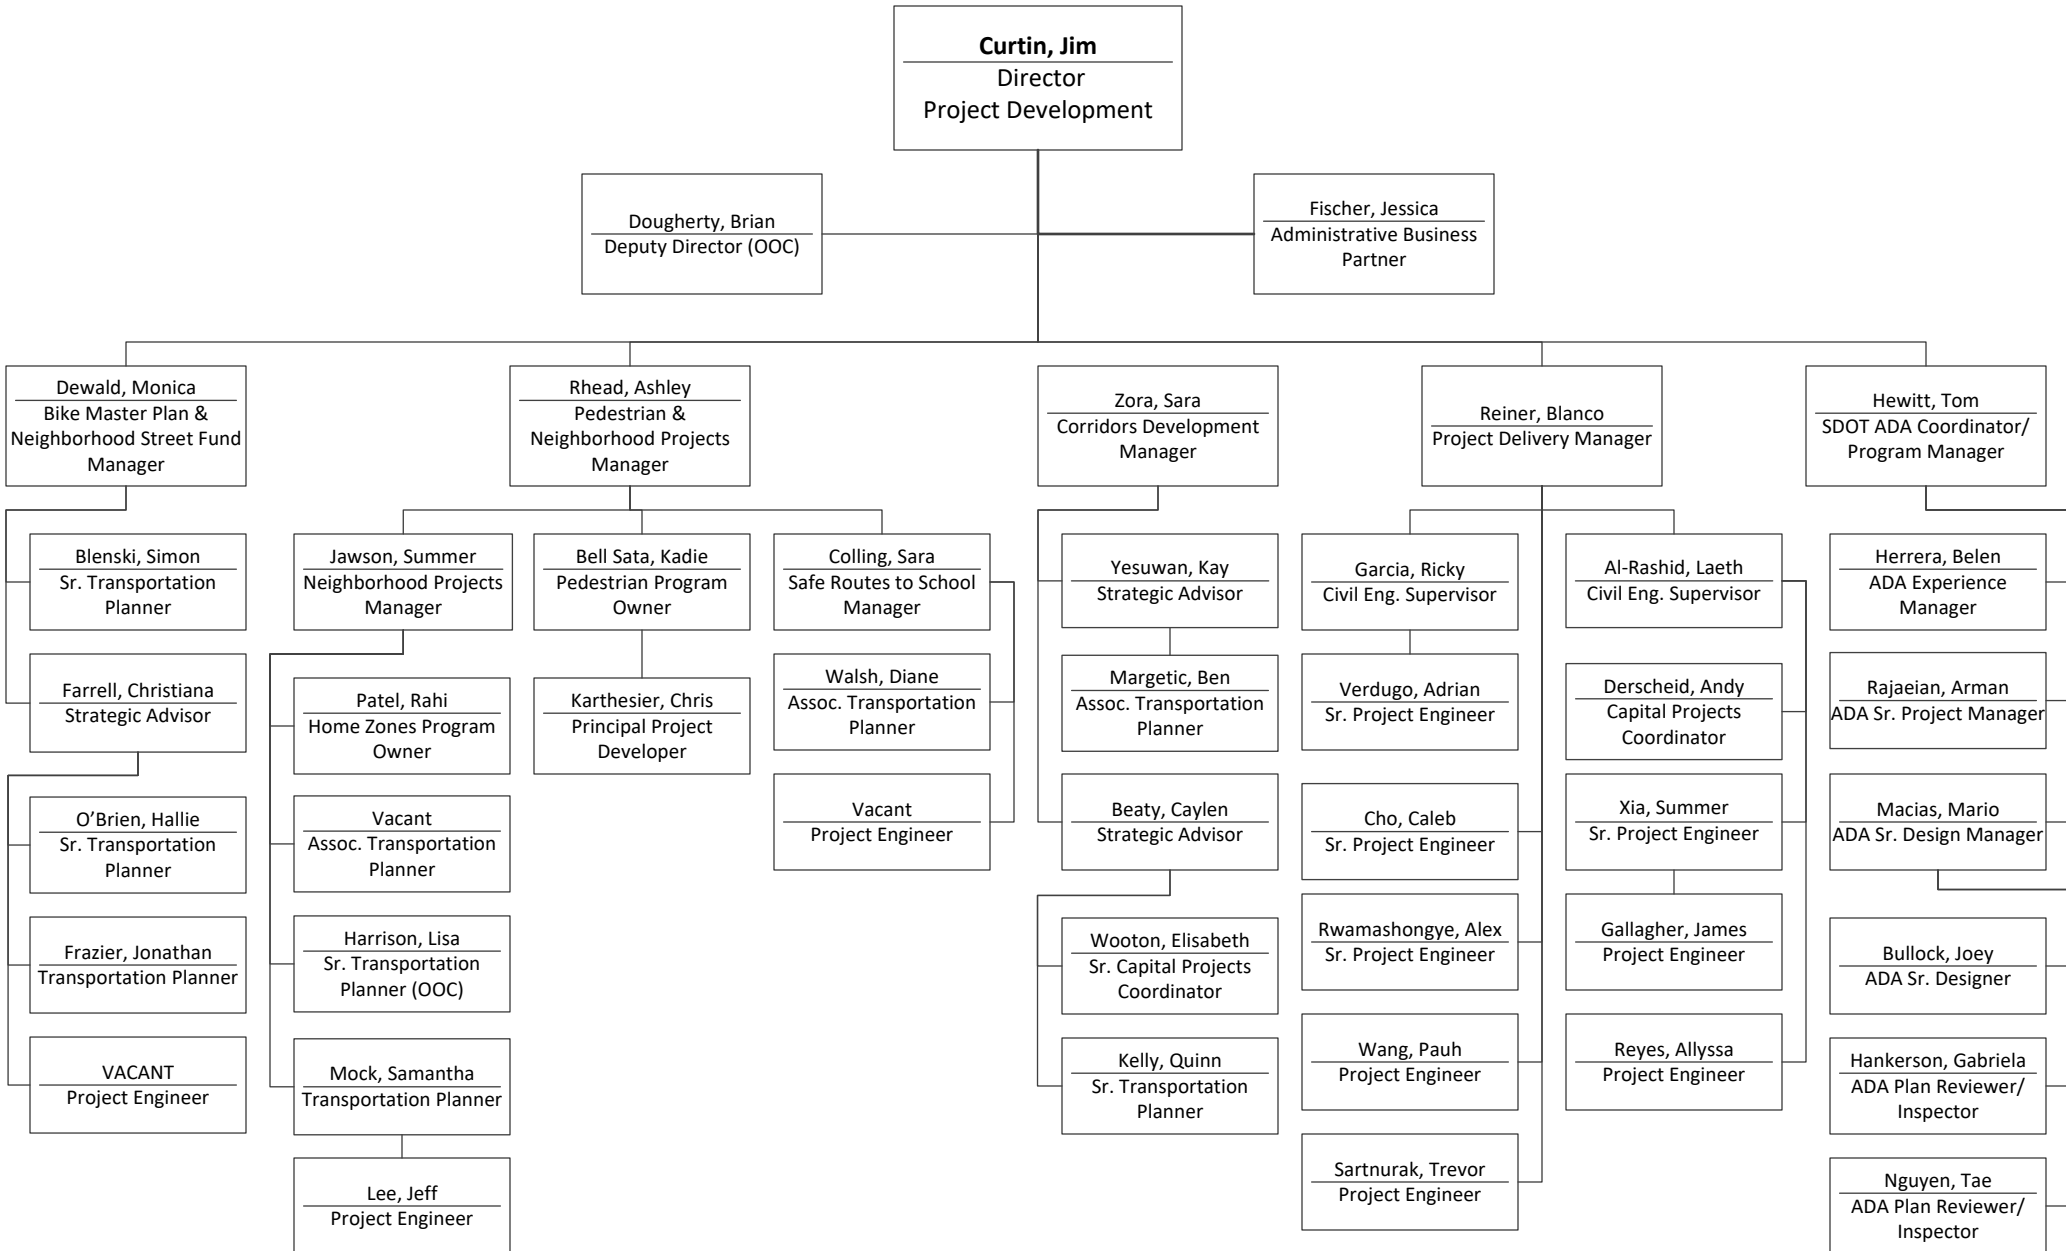 Curtin, Jim
Director
Project Development
Dougherty, Brian
Deputy Director (OOC)
Fischer, Jessica
Administrative Business
Partner
Dewald, Monica
Bike Master Plan &
Neighborhood Street Fund
Manager
Rhead, Ashley
Pedestrian &
Neighborhood Projects
Manager
Zora, Sara
Corridors Development
Manager
Reiner, Blanco
Project Delivery Manager
Hewitt, Tom
SDOT ADA Coordinator/
Program Manager
Blenski, Simon
Sr. Transportation
Planner
Farrell, Christiana
Strategic Advisor
O’Brien, Hallie
Sr. Transportation
Planner
Frazier, Jonathan
Transportation Planner
VACANT
Project Engineer
Jawson, Summer
Neighborhood Projects
Manager
Patel, Rahi
Home Zones Program
Owner
Vacant
Assoc. Transportation
Planner
Harrison, Lisa
Sr. Transportation
Planner (OOC)
Mock, Samantha
Transportation Planner
Lee, Jeff
Project Engineer
Bell Sata, Kadie
Pedestrian Program
Owner
Karthesier, Chris
Principal Project
Developer
Colling, Sara
Safe Routes to School
Manager
Walsh, Diane
Assoc. Transportation
Planner
Vacant
Project Engineer
Yesuwan, Kay
Strategic Advisor
Margetic, Ben
Assoc. Transportation
Planner
Beaty, Caylen
Strategic Advisor
Wooton, Elisabeth
Sr. Capital Projects
Coordinator
Kelly, Quinn
Sr. Transportation
Planner
Garcia, Ricky
Civil Eng. Supervisor
Verdugo, Adrian
Sr. Project Engineer
Cho, Caleb
Sr. Project Engineer
Rwamashongye, Alex
Sr. Project Engineer
Wang, Pauh
Project Engineer
Sartnurak, Trevor
Project Engineer
Al-Rashid, Laeth
Civil Eng. Supervisor
Derscheid, Andy
Capital Projects
Coordinator
Xia, Summer
Sr. Project Engineer
Gallagher, James
Project Engineer
Reyes, Allyssa
Project Engineer
Herrera, Belen
ADA Experience
Manager
Rajaeian, Arman
ADA Sr. Project Manager
Macias, Mario
ADA Sr. Design Manager
Bullock, Joey
ADA Sr. Designer
Hankerson, Gabriela
ADA Plan Reviewer/
Inspector
Nguyen, Tae
ADA Plan Reviewer/
Inspector